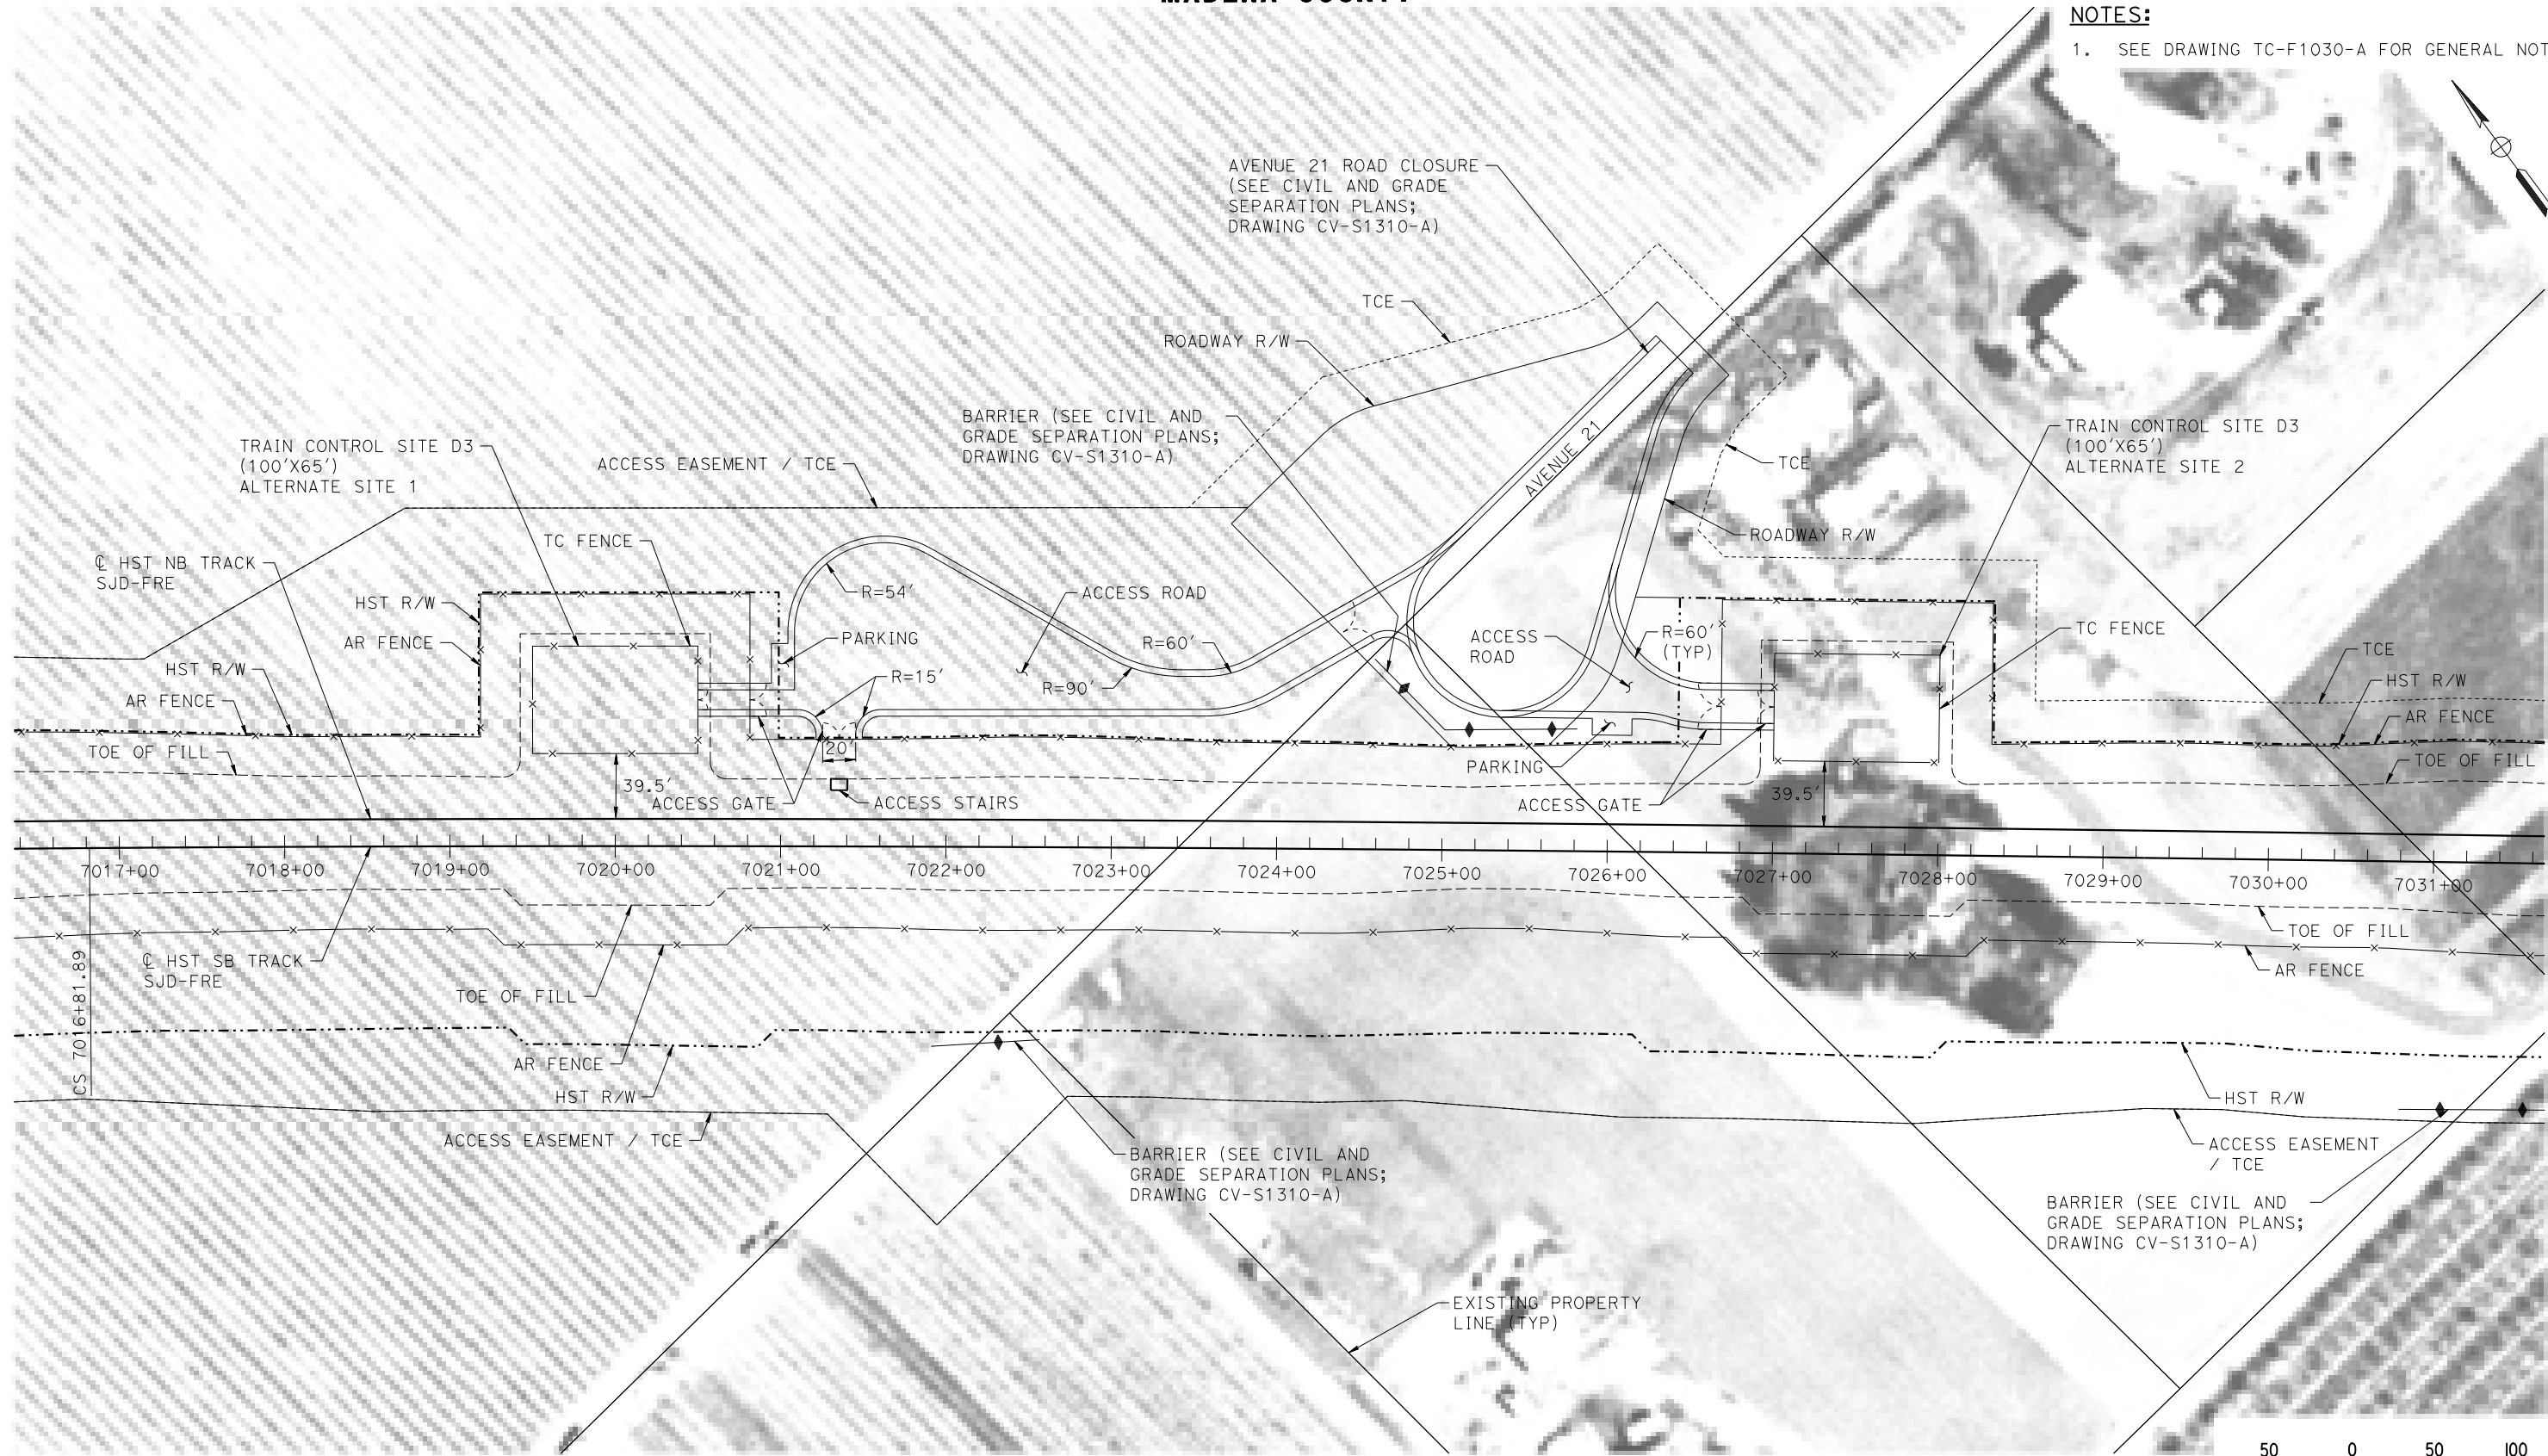 NOTES:
1. SEE DRAWING TC-F1030-A FOR GENERAL NOT
AVENUE 21 ROAD CLOSURE
(SEE CIVIL AND GRADE
SEPARATION PLANS;
DRAWING CV-S1310-A)
TCE
ROADWAY R/W
BARRIER (SEE CIVIL AND
GRADE SEPARATION PLANS;
DRAWING CV-S1310-A)
AVENUE 21
TRAIN CONTROL SITE D3
(100'X65')
ALTERNATE SITE 1
ACCESS EASEMENT / TCE
TRAIN CONTROL SITE D3
(100'X65')
ALTERNATE SITE 2
TCE
ROADWAY R/W
TC FENCE
℄ HST NB TRACK
SJD-FRE
HST R/W
AR FENCE
R=54'
ACCESS ROAD
PARKING
R=60'
ACCESS
ROAD
R=60'
(TYP)
TC FENCE
TCE
HST R/W
HST R/W
AR FENCE
R=15'
R=90'
AR FENCE
TOE OF FILL
20'
PARKING
TOE OF FILL
39.5'
ACCESS GATE
ACCESS STAIRS
ACCESS GATE
39.5'
7017+00
7018+00
7019+00
7020+00
7021+00
7022+00
7023+00
7024+00
7025+00
7026+00
7027+00
7028+00
7029+00
7030+00
7031+00
CS 7016+81.89
℄ HST SB TRACK
SJD-FRE
TOE OF FILL
AR FENCE
HST R/W
ACCESS EASEMENT / TCE
TOE OF FILL
AR FENCE
HST R/W
BARRIER (SEE CIVIL AND
GRADE SEPARATION PLANS;
DRAWING CV-S1310-A)
ACCESS EASEMENT
/ TCE
BARRIER (SEE CIVIL AND
GRADE SEPARATION PLANS;
DRAWING CV-S1310-A)
EXISTING PROPERTY
LINE (TYP)
50 0 50 100